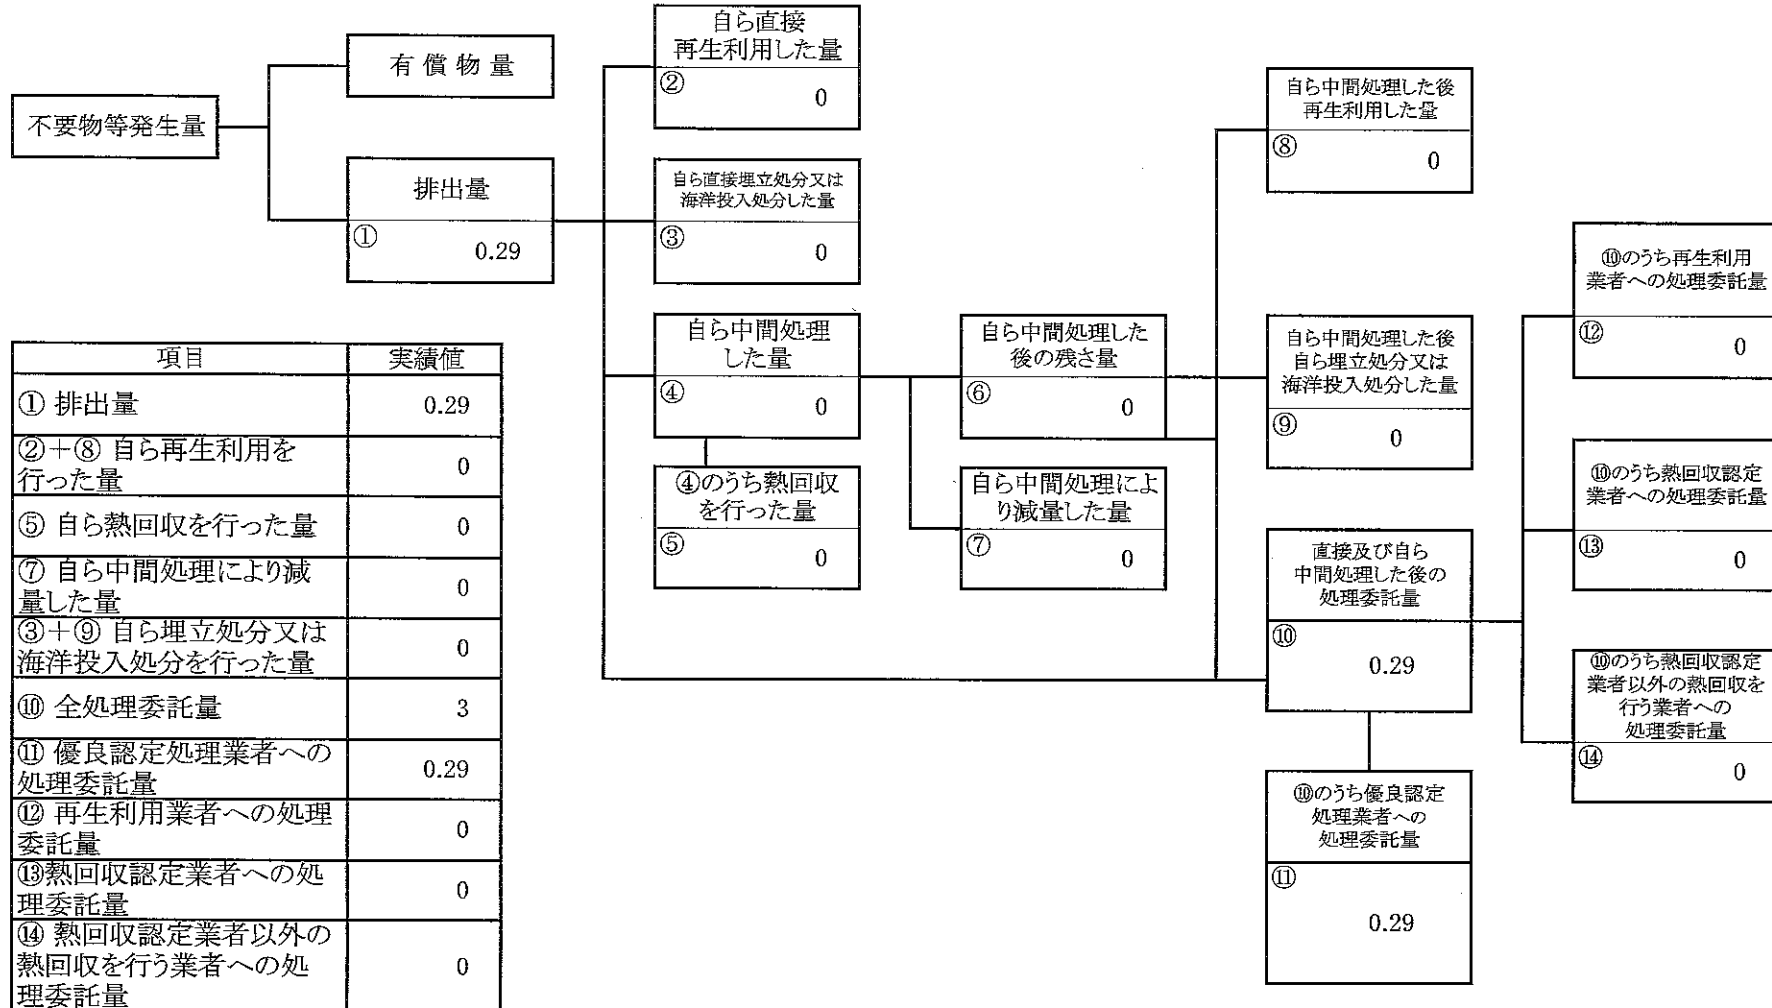 不要物等発生量
有償物量
排出量
①
0.29
自ら直接
再生利用した量
②
0
自ら直接埋立処分又は
海洋投入処分した量
③
0
自ら中間処理
した量
④
0
④のうち熱回収
を行った量
⑤
0
自ら中間処理した
後の残さ量
⑥
0
自ら中間処理によ
り減量した量
⑦
0
自ら中間処理した後
再生利用した量
⑧
0
自ら中間処理した後
自ら埋立処分又は
海洋投入処分した量
⑨
0
直接及び自ら
中間処理した後の
処理委託量
⑩
0.29
⑩のうち優良認定
処理業者への
処理委託量
⑪
0.29
⑩のうち再生利用
業者への処理委託量
⑫
0
⑩のうち熱回収認定
業者への処理委託量
⑬
0
⑩のうち熱回収認定
業者以外の熱回収を
行う業者への
処理委託量
⑭
0
項目 実績値
① 排出量 0.29
②＋⑧ 自ら再生利用を
行った量 0
⑤ 自ら熱回収を行った量 0
⑦ 自ら中間処理により減
量した量 0
③＋⑨ 自ら埋立処分又は
海洋投入処分を行った量 0
⑩ 全処理委託量 3
⑪ 優良認定処理業者への
処理委託量 0.29
⑫ 再生利用業者への処理
委託量 0
⑬熱回収認定業者への処
理委託量 0
⑭ 熱回収認定業者以外の
熱回収を行う業者への処
理委託量 0